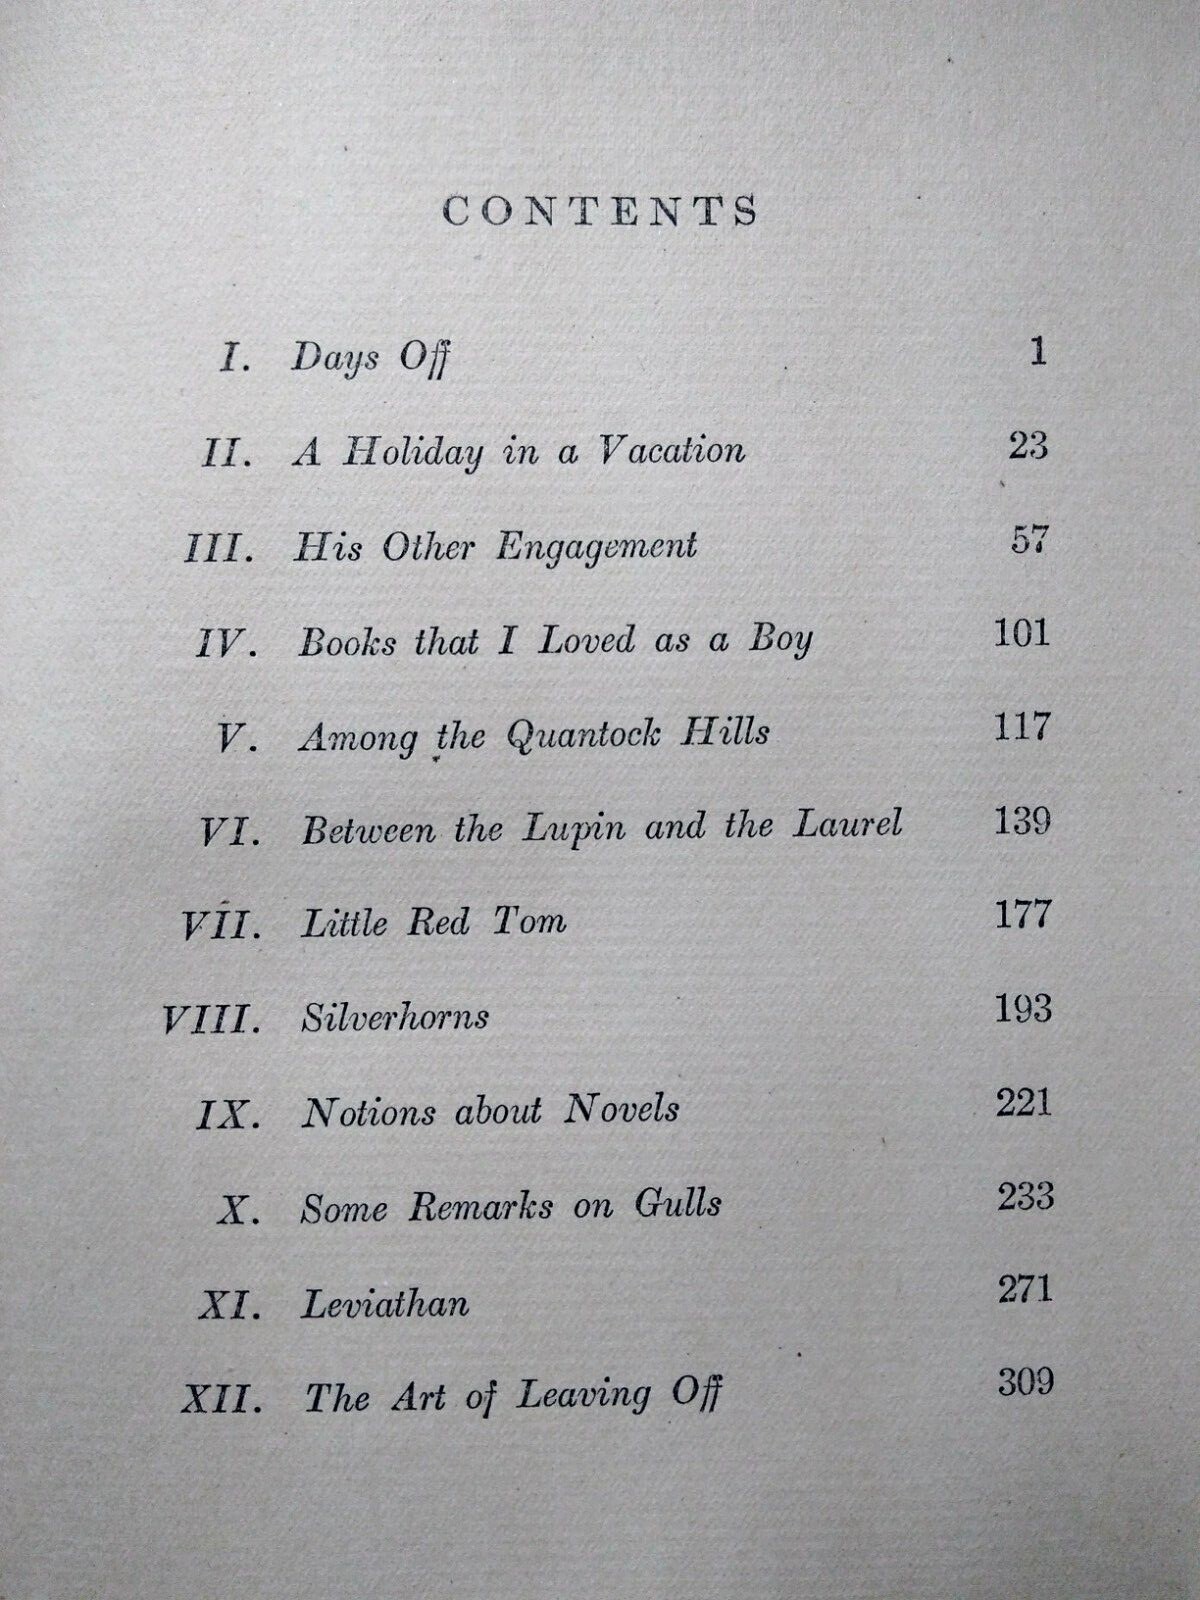 CONTENTS
I. Days Off 1
II. A Holiday in a Vacation 23
III. His Other Engagement 57
IV. Books that I Loved as a Boy 101
V. Among the Quantock Hills 117
VI. Between the Lupin and the Laurel 139
VII. Little Red Tom 177
VIII. Silverhorns 193
IX. Notions about Novels 221
X. Some Remarks on Gulls 233
XI. Leviathan 271
XII. The Art of Leaving Off 309